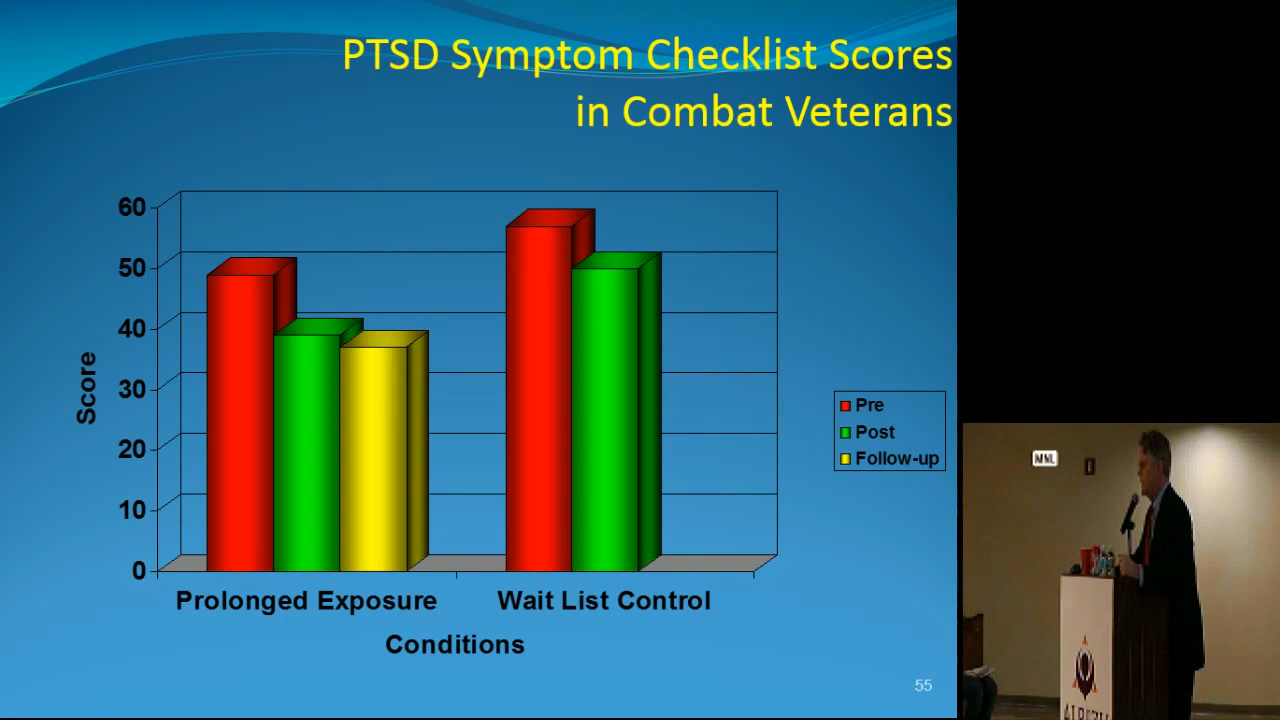 PTSD Symptom Checklist Scores
in Combat Veterans
60
50
40
30
20
10
0
Score
Prolonged Exposure
Wait List Control
Conditions
Pre
Post
Follow-up
55
MNL